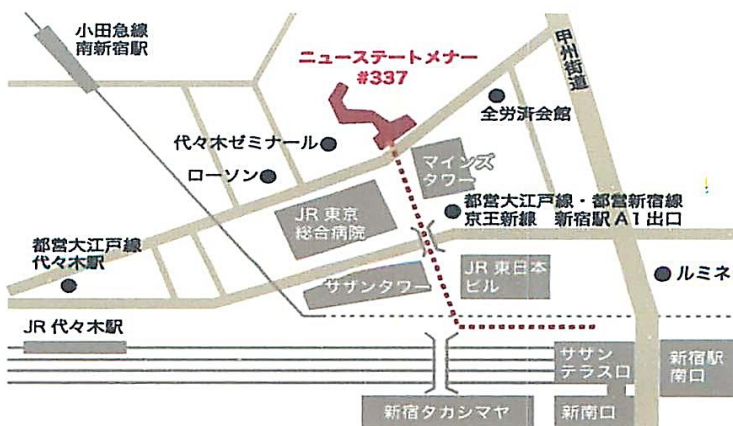 小田急線
南新宿駅
ニューステートメナー
#337
甲州街道
全労済会館
代々木ゼミナール
マインズ
タワー
ローソン
JR 東京
総合病院
都営大江戸線・都営新宿線
京王新線 新宿駅 A1 出口
都営大江戸線
代々木駅
JR 東日本
ビル
ルミネ
サザンタワー
JR 代々木駅
サザン
テラス口
新宿駅
南口
新宿タカシマヤ
新南口